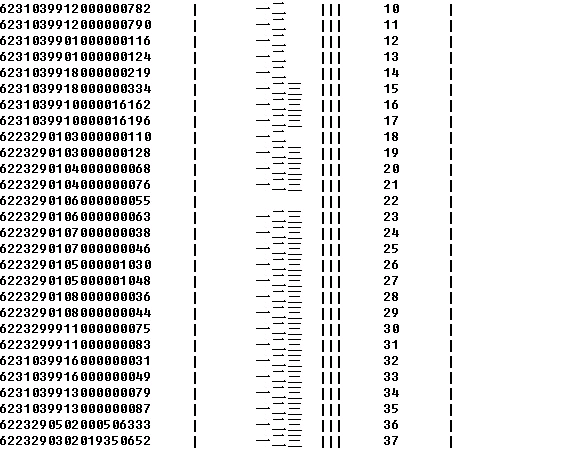 6231039912000000782 | 一二 ||| 10 |
6231039912000000790 | 一二 ||| 11 |
6231039901000000116 | 一二 ||| 12 |
6231039901000000124 | 一二 ||| 13 |
6231039918000000219 | 一二 ||| 14 |
6231039918000000334 | 一二三 ||| 15 |
6231039910000016162 | 一二三 ||| 16 |
6231039910000016196 | 一二三 ||| 17 |
6223290103000000110 | 一二 ||| 18 |
6223290103000000128 | 一二三 ||| 19 |
6223290104000000068 | 一二三 ||| 20 |
6223290104000000076 | 一二三 ||| 21 |
6223290106000000055 | ||| 22 |
6223290106000000063 | 一二三 ||| 23 |
6223290107000000038 | 一二三 ||| 24 |
6223290107000000046 | 一二三 ||| 25 |
6223290105000001030 | 一二三 ||| 26 |
6223290105000001048 | 一二三 ||| 27 |
6223290108000000036 | 一二三 ||| 28 |
6223290108000000044 | 一二三 ||| 29 |
6223299911000000075 | 一二三 ||| 30 |
6223299911000000083 | 一二三 ||| 31 |
6231039916000000031 | 一二三 ||| 32 |
6231039916000000049 | 一二三 ||| 33 |
6231039913000000079 | 一二三 ||| 34 |
6231039913000000087 | 一二三 ||| 35 |
6223290502000506333 | 一二三 ||| 36 |
6223290302019350652 | 一二三 ||| 37 |